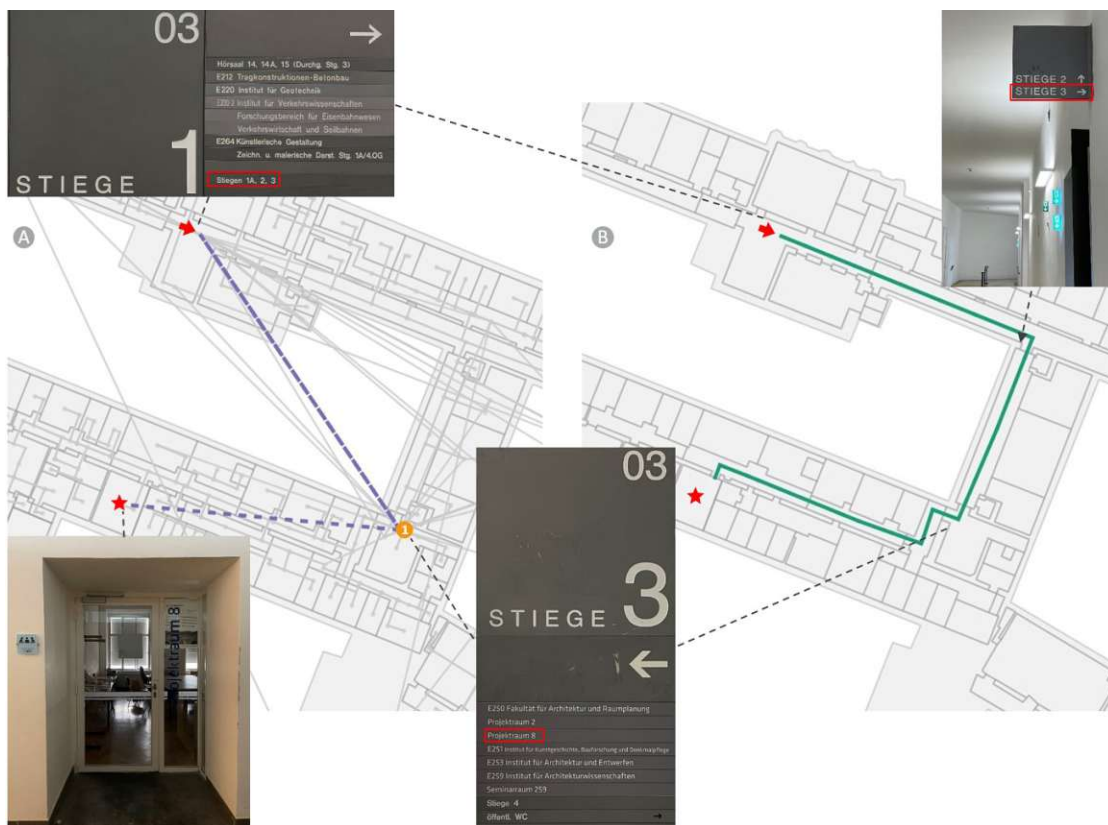 03
STIEGE 1
Hörsaal 14, 14A, 15 (Durchg. Stg. 3)
E212 Tragkonstruktionen-Betonbau
E220 Institut für Geotechnik
Institut für Verkehrswissenschaften
Forschungsbereich für Eisenbahnwesen
Verkehrswirtschaft und Seilbahnen
E264 Künstlerische Gestaltung
Zeichn. u. malerische Darst. Stg. 1A/4.OG
Stiegen 1A, 2, 3
STIEGE 2 ↑
STIEGE 3 →
A
B
1
03
STIEGE 3
E250 Fakultät für Architektur und Raumplanung
Projektraum 2
Projektraum 8
E251 Institut für Kunstgeschichte, Bauforschung und Denkmalpflege
E253 Institut für Architektur und Entwerfen
E259 Institut für Architekturwissenschaften
Seminarraum 259
Stiege 4
öffentl. WC →